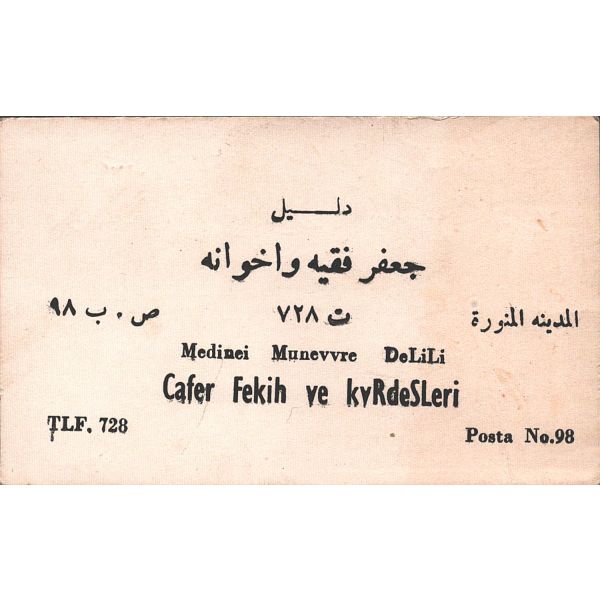 دليل
جعفر فقيه واخوانه
المدينه المنورة ت ٧٢٨ ص . ب ٩٨
Medinei Munevvre DeLiLi
Cafer Fekih ve kvRdeSLeri
TLF. 728 Posta No.98